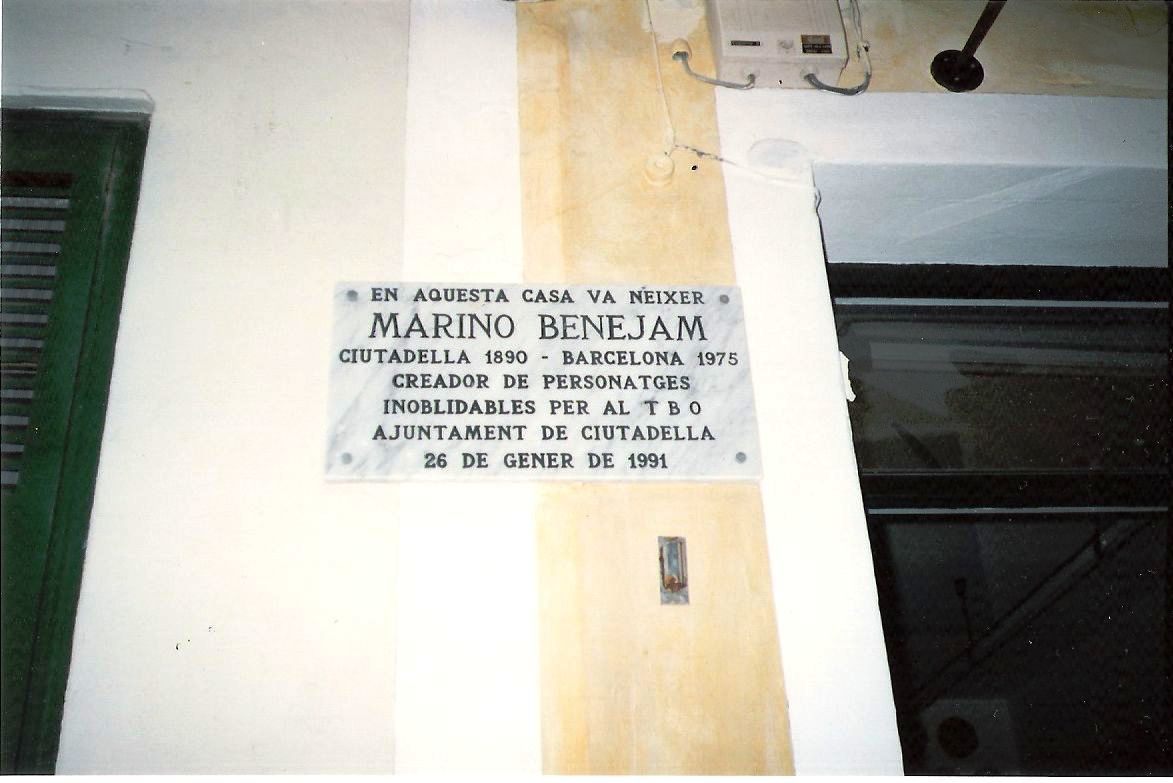 EN AQUESTA CASA VA NEIXER
MARINO BENEJAM
CIUTADELLA 1890 - BARCELONA 1975
CREADOR DE PERSONATGES
INOBLIDABLES PER AL T B O
AJUNTAMENT DE CIUTADELLA
26 DE GENER DE 1991